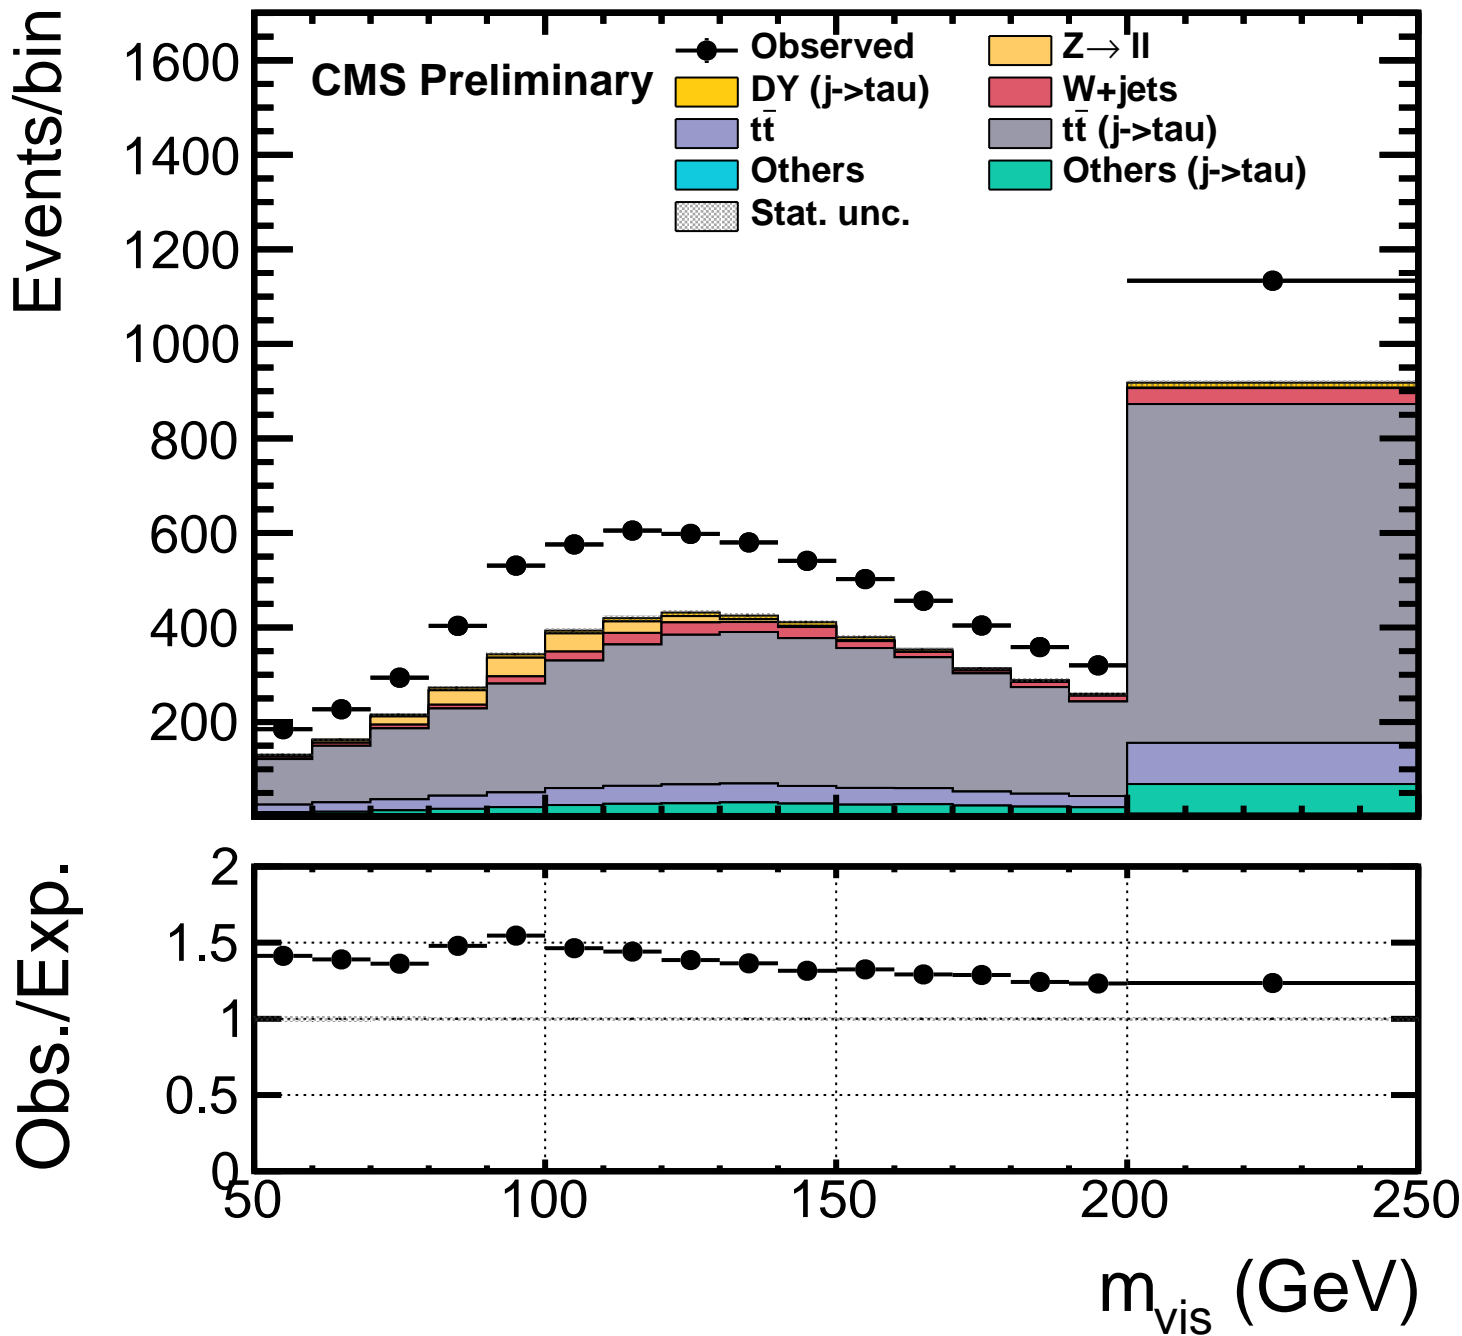 Events/bin
1600
1400
1200
1000
800
600
400
200
CMS Preliminary
Observed
Z→ ll
DY (j->tau)
W+jets
tt̄
tt̄ (j->tau)
Others
Others (j->tau)
Stat. unc.
Obs./Exp.
2
1.5
1
0.5
0
50 100 150 200 250
m_vis (GeV)